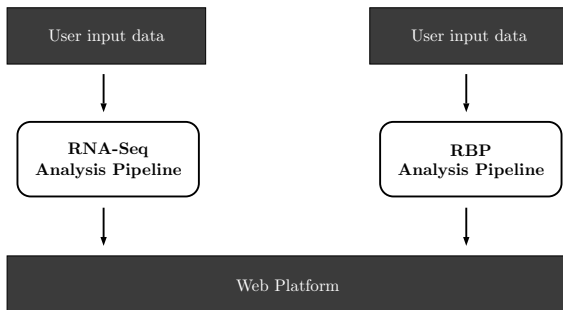 User input data
User input data
RNA-Seq
Analysis Pipeline
RBP
Analysis Pipeline
Web Platform